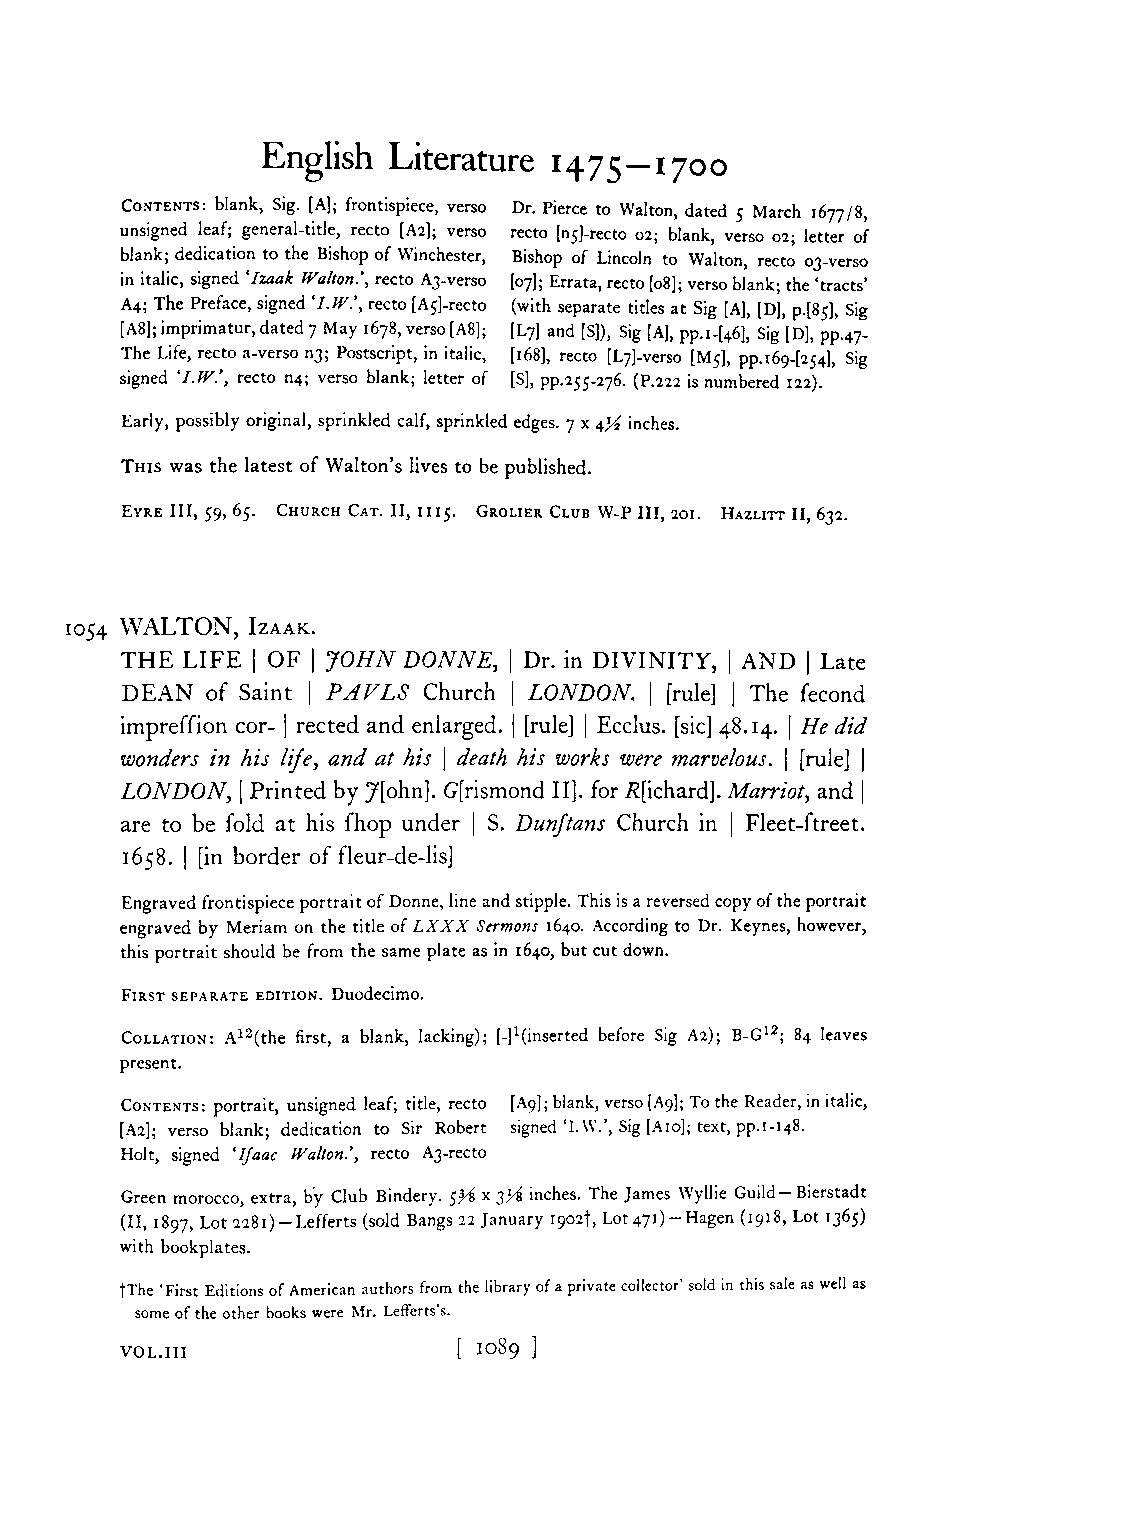 English Literature 1475—1700
CONTENTS: blank, Sig. [A]; frontispiece, verso
unsigned leaf; general-title, recto [A2]; verso
blank; dedication to the Bishop of Winchester,
in italic, signed ‘Izaak Walton.’, recto A3-verso
A4; The Preface, signed ‘I.W.’, recto [A5]-recto
[A8]; imprimatur, dated 7 May 1678, verso [A8];
The Life, recto a-verso n3; Postscript, in italic,
signed ‘I.W.’, recto n4; verso blank; letter of
Dr. Pierce to Walton, dated 5 March 1677/8,
recto [n5]-recto o2; blank, verso o2; letter of
Bishop of Lincoln to Walton, recto o3-verso
[o7]; Errata, recto [o8]; verso blank; the ‘tracts’
(with separate titles at Sig [A], [D], p.[85], Sig
[L7] and [S]), Sig [A], pp.1-[46], Sig [D], pp.47-
[168], recto [L7]-verso [M5], pp.169-[254], Sig
[S], pp.255-276. (P.222 is numbered 122).
Early, possibly original, sprinkled calf, sprinkled edges. 7 x 4½ inches.
THIS was the latest of Walton’s lives to be published.
EYRE III, 59, 65. CHURCH CAT. II, 1115. GROLIER CLUB W-P III, 201. HAZLITT II, 632.
1054 WALTON, IZAAK.
THE LIFE | OF | JOHN DONNE, | Dr. in DIVINITY, | AND | Late
DEAN of Saint | PAVLS Church | LONDON. | [rule] | The ſecond
impreſſion cor- | rected and enlarged. | [rule] | Ecclus. [sic] 48.14. | He did
wonders in his life, and at his | death his works were marvelous. | [rule] |
LONDON, | Printed by J[ohn]. G[rismond II]. for R[ichard]. Marriot, and |
are to be ſold at his ſhop under | S. Dunſtans Church in | Fleet-ſtreet.
1658. | [in border of fleur-de-lis]
Engraved frontispiece portrait of Donne, line and stipple. This is a reversed copy of the portrait
engraved by Meriam on the title of LXXX Sermons 1640. According to Dr. Keynes, however,
this portrait should be from the same plate as in 1640, but cut down.
FIRST SEPARATE EDITION. Duodecimo.
COLLATION: A¹²(the first, a blank, lacking); [-]¹(inserted before Sig A2); B-G¹²; 84 leaves
present.
CONTENTS: portrait, unsigned leaf; title, recto
[A2]; verso blank; dedication to Sir Robert
Holt, signed ‘Iſaac Walton.’, recto A3-recto
[A9]; blank, verso [A9]; To the Reader, in italic,
signed ‘I.W.’, Sig [A10]; text, pp.1-148.
Green morocco, extra, by Club Bindery. 5⅜ x 3⅛ inches. The James Wyllie Guild—Bierstadt
(II, 1897, Lot 2281)—Lefferts (sold Bangs 22 January 1902†, Lot 471)—Hagen (1918, Lot 1365)
with bookplates.
†The ‘First Editions of American authors from the library of a private collector’ sold in this sale as well as
some of the other books were Mr. Lefferts’s.
VOL.III [ 1089 ]